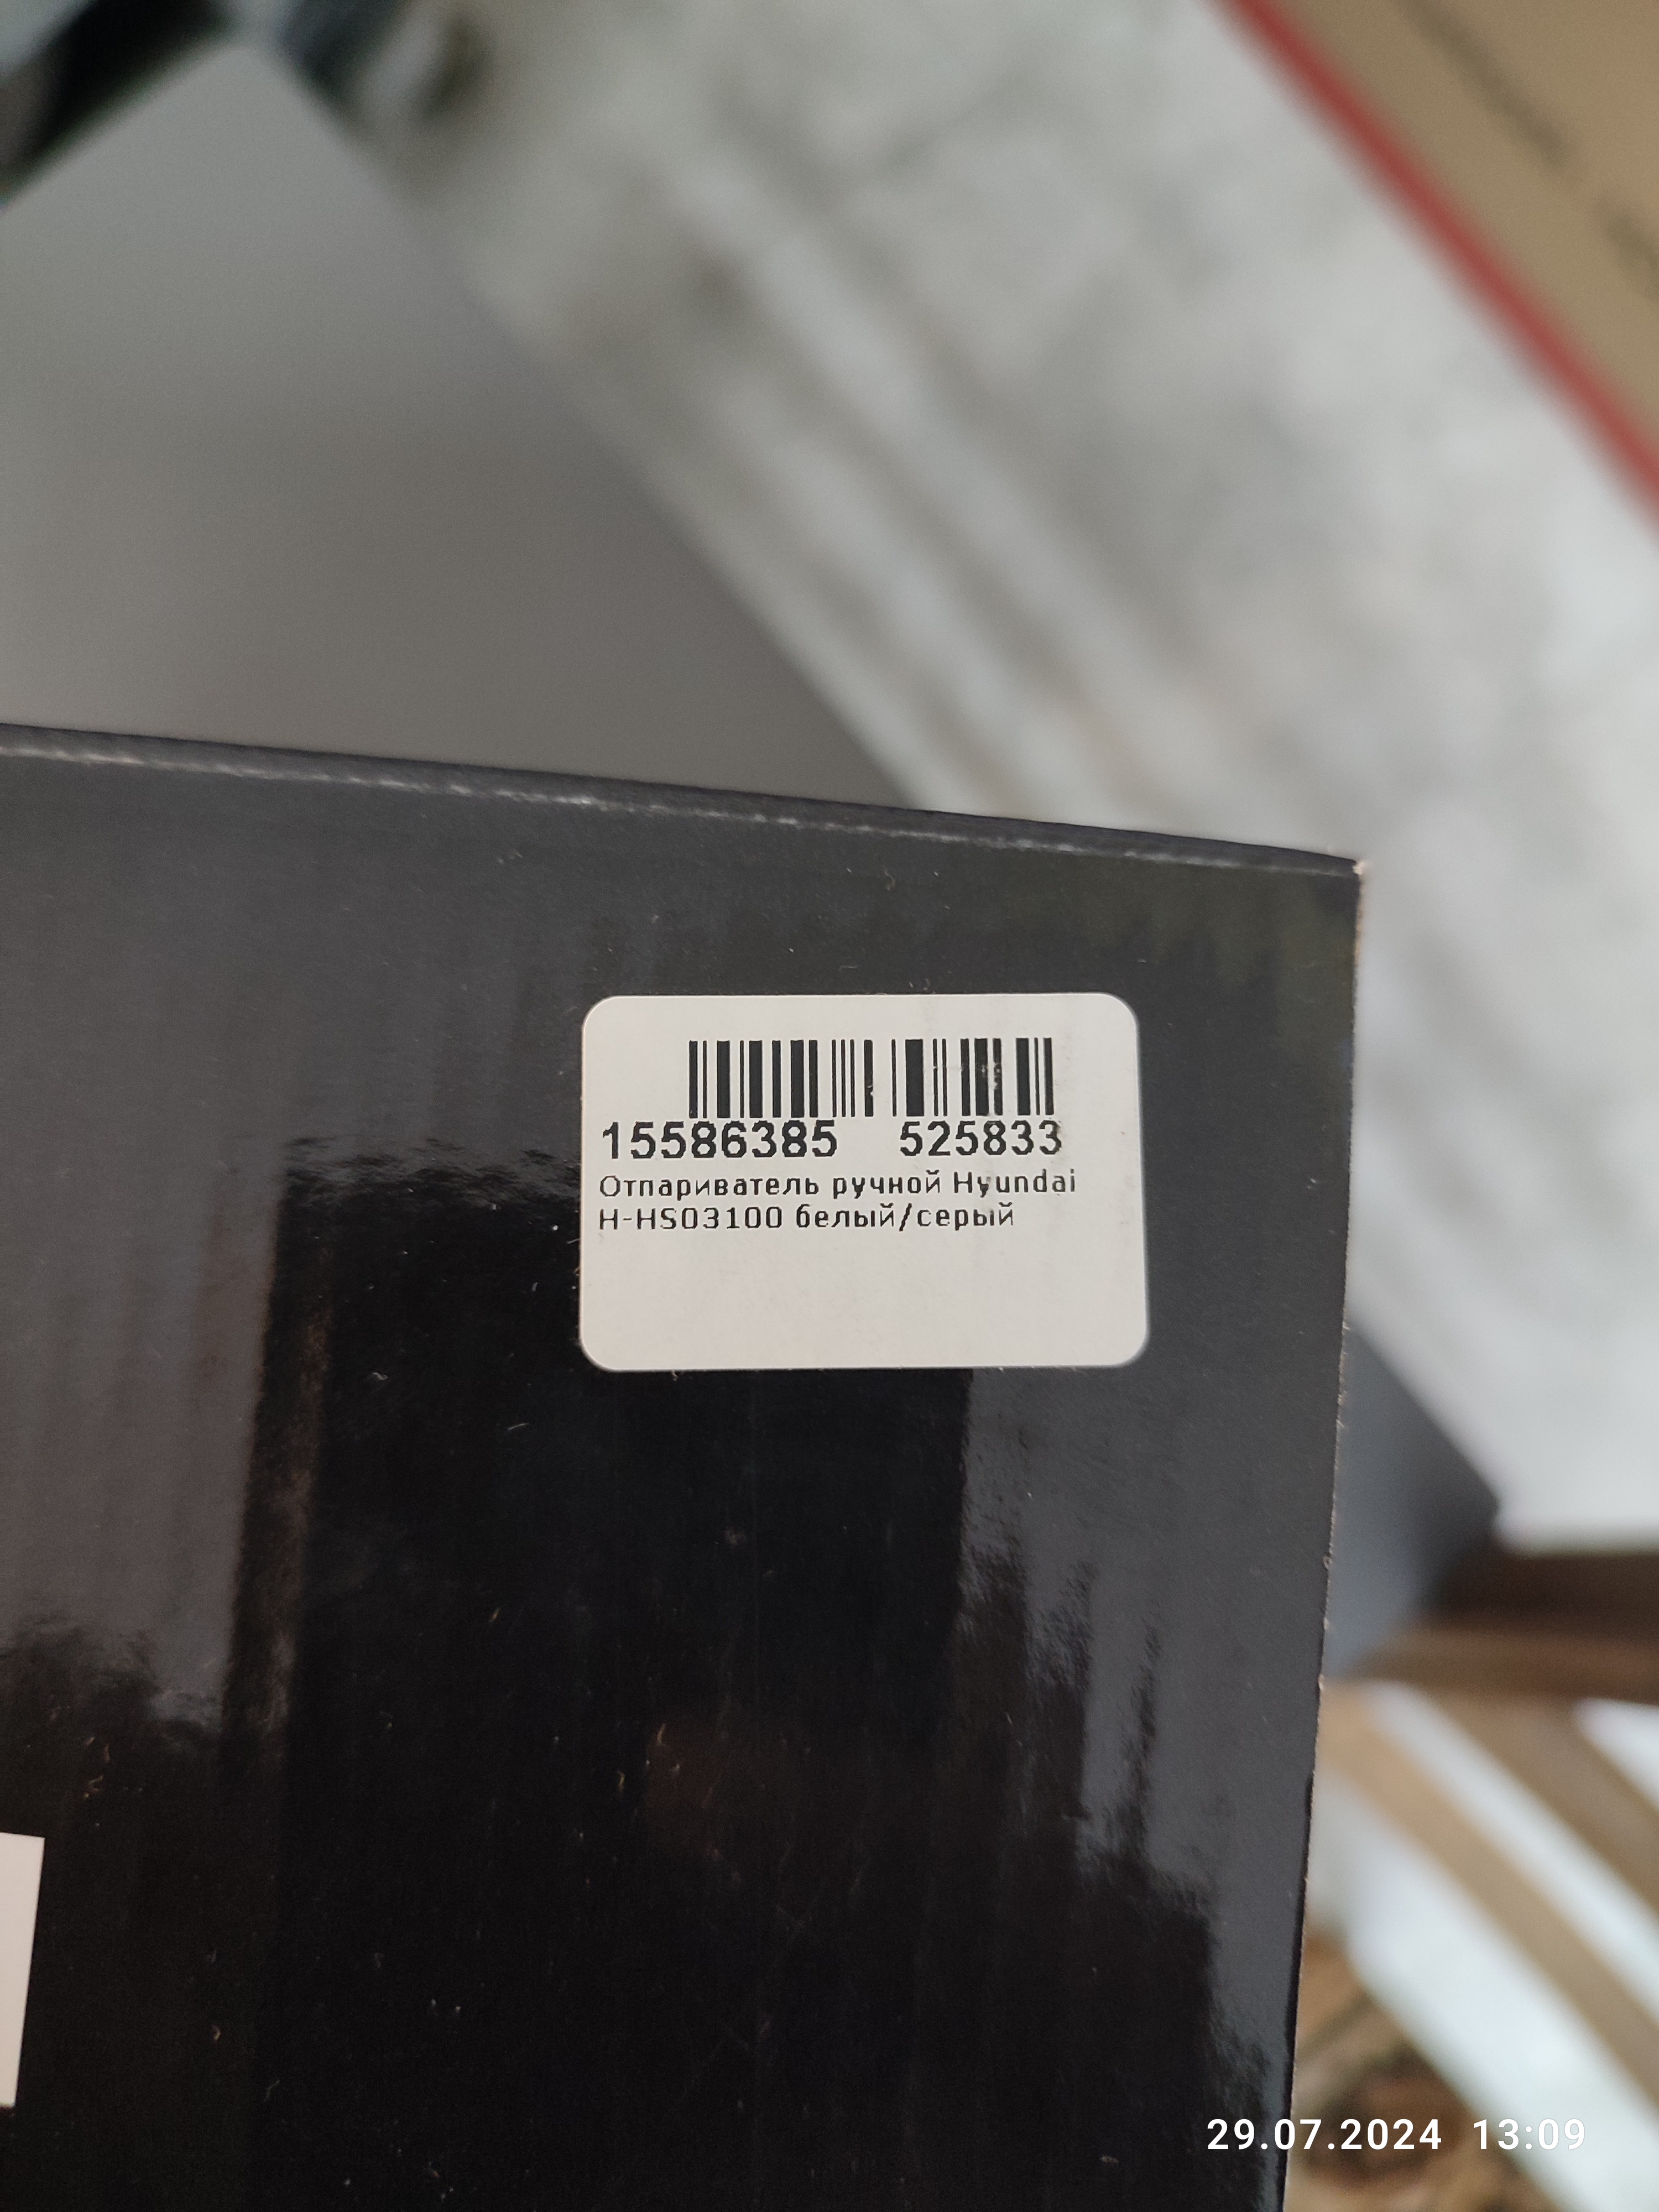 15586385 525833
Отпариватель ручной Hyundai
H-HS03100 белый/серый
29.07.2024 13:09